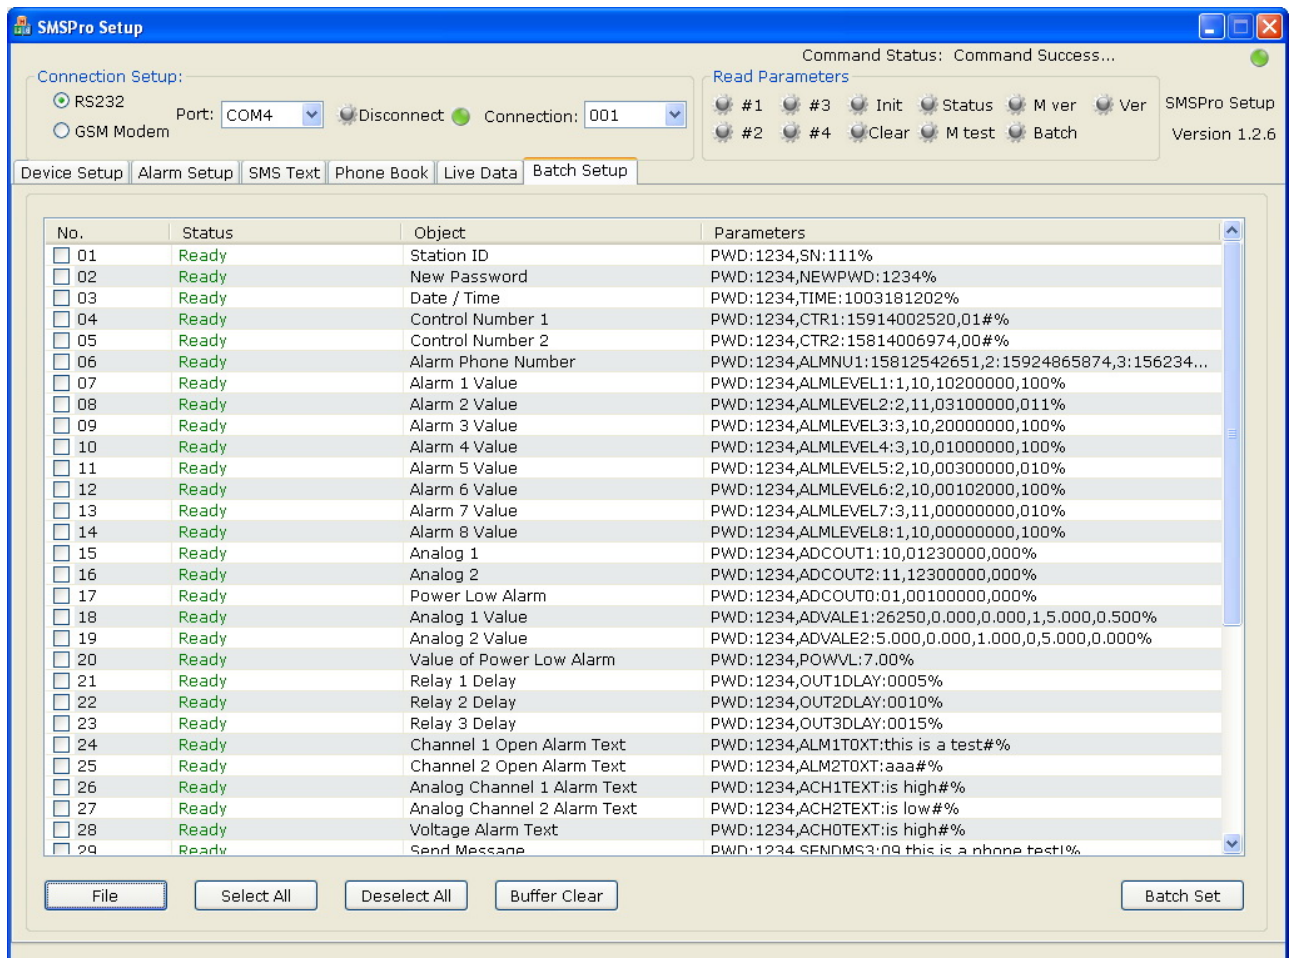 SMSPro Setup
Command Status: Command Success...
Connection Setup:
Read Parameters
RS232
Port: COM4 Disconnect Connection: 001
GSM Modem
#1 #3 Init Status M ver Ver
#2 #4 Clear M test Batch
SMSPro Setup
Version 1.2.6
Device Setup Alarm Setup SMS Text Phone Book Live Data Batch Setup
No. Status Object Parameters
01 Ready Station ID PWD:1234,SN:111%
02 Ready New Password PWD:1234,NEWPWD:1234%
03 Ready Date / Time PWD:1234,TIME:1003181202%
04 Ready Control Number 1 PWD:1234,CTR1:15914002520,01#%
05 Ready Control Number 2 PWD:1234,CTR2:15814006974,00#%
06 Ready Alarm Phone Number PWD:1234,ALMNU1:15812542651,2:15924865874,3:156234...
07 Ready Alarm 1 Value PWD:1234,ALMLEVEL1:1,10,10200000,100%
08 Ready Alarm 2 Value PWD:1234,ALMLEVEL2:2,11,03100000,011%
09 Ready Alarm 3 Value PWD:1234,ALMLEVEL3:3,10,20000000,100%
10 Ready Alarm 4 Value PWD:1234,ALMLEVEL4:3,10,01000000,100%
11 Ready Alarm 5 Value PWD:1234,ALMLEVEL5:2,10,00300000,010%
12 Ready Alarm 6 Value PWD:1234,ALMLEVEL6:2,10,00102000,100%
13 Ready Alarm 7 Value PWD:1234,ALMLEVEL7:3,11,00000000,010%
14 Ready Alarm 8 Value PWD:1234,ALMLEVEL8:1,10,00000000,100%
15 Ready Analog 1 PWD:1234,ADCOUT1:10,01230000,000%
16 Ready Analog 2 PWD:1234,ADCOUT2:11,12300000,000%
17 Ready Power Low Alarm PWD:1234,ADCOUT0:01,00100000,000%
18 Ready Analog 1 Value PWD:1234,ADVALE1:26250,0.000,0.000,1,5.000,0.500%
19 Ready Analog 2 Value PWD:1234,ADVALE2:5.000,0.000,1.000,0,5.000,0.000%
20 Ready Value of Power Low Alarm PWD:1234,POWVL:7.00%
21 Ready Relay 1 Delay PWD:1234,OUT1DLAY:0005%
22 Ready Relay 2 Delay PWD:1234,OUT2DLAY:0010%
23 Ready Relay 3 Delay PWD:1234,OUT3DLAY:0015%
24 Ready Channel 1 Open Alarm Text PWD:1234,ALM1T0XT:this is a test#%
25 Ready Channel 2 Open Alarm Text PWD:1234,ALM2T0XT:aaa#%
26 Ready Analog Channel 1 Alarm Text PWD:1234,ACH1TEXT:is high#%
27 Ready Analog Channel 2 Alarm Text PWD:1234,ACH2TEXT:is low#%
28 Ready Voltage Alarm Text PWD:1234,ACH0TEXT:is high#%
29 Ready Send Message PWD:1234,SENDMS3:09,this is a phone test!%
File Select All Deselect All Buffer Clear Batch Set